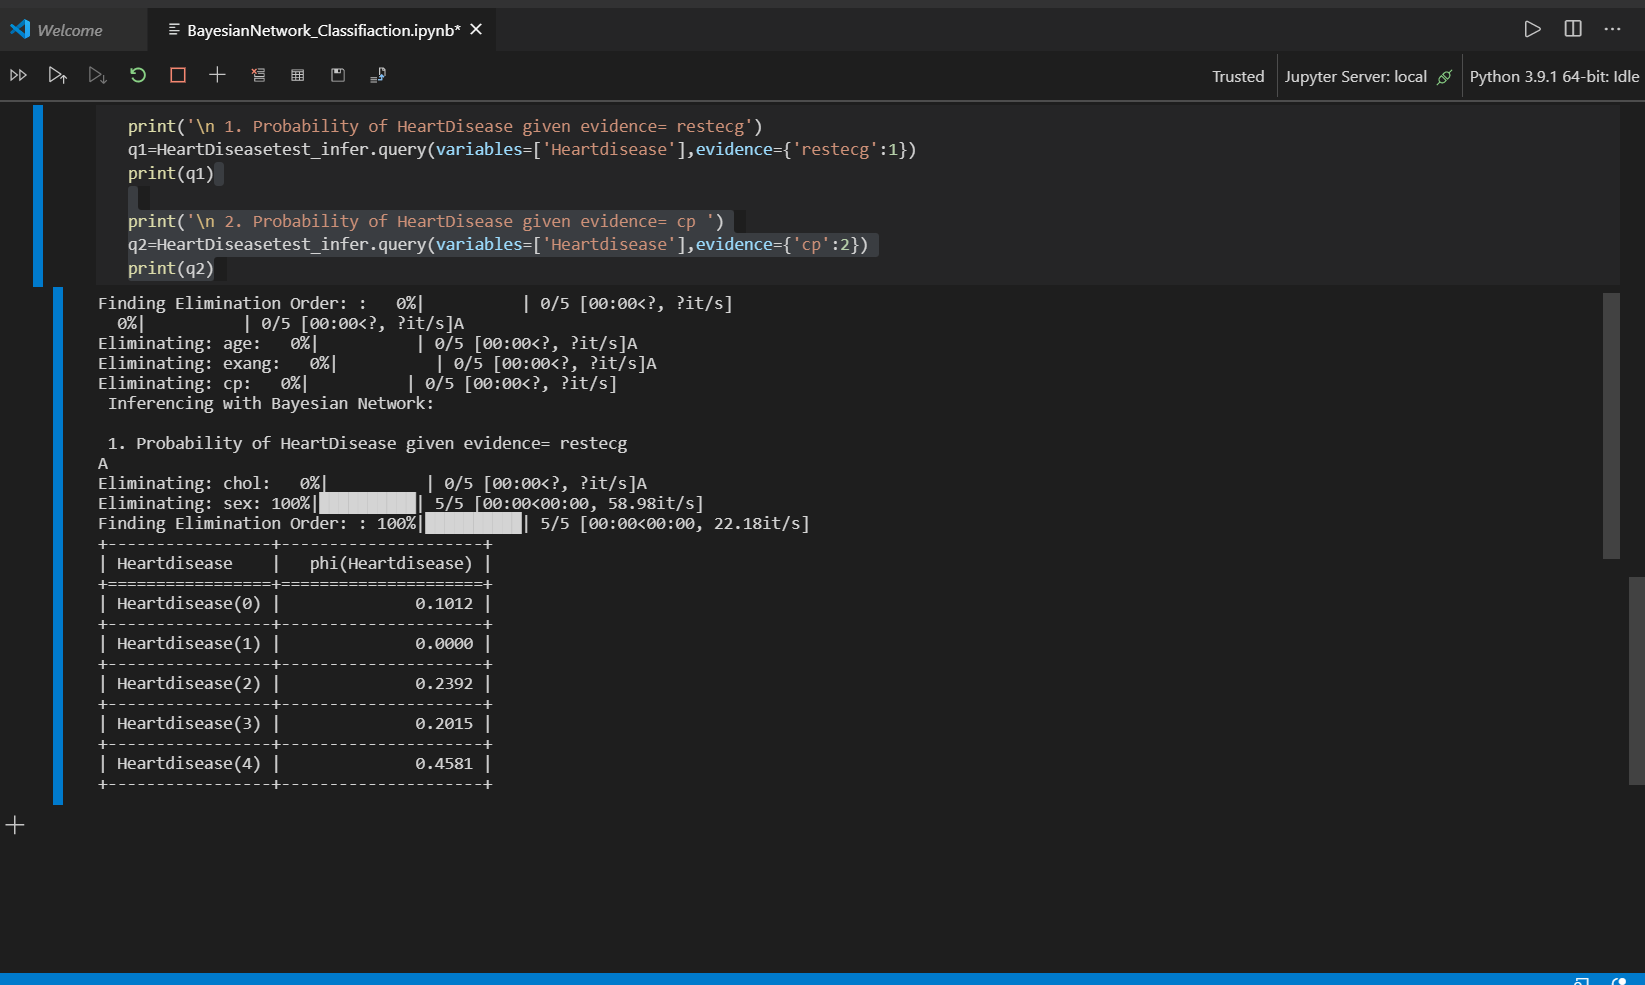 Welcome
BayesianNetwork_Classifiaction.ipynb*
Trusted
Jupyter Server: local
Python 3.9.1 64-bit: Idle
print('\n 1. Probability of HeartDisease given evidence= restecg')
q1=HeartDiseasetest_infer.query(variables=['Heartdisease'],evidence={'restecg':1})
print(q1)
print('\n 2. Probability of HeartDisease given evidence= cp ')
q2=HeartDiseasetest_infer.query(variables=['Heartdisease'],evidence={'cp':2})
print(q2)
Finding Elimination Order: :   0%|          | 0/5 [00:00<?, ?it/s]
  0%|          | 0/5 [00:00<?, ?it/s]A
Eliminating: age:   0%|          | 0/5 [00:00<?, ?it/s]A
Eliminating: exang:   0%|          | 0/5 [00:00<?, ?it/s]A
Eliminating: cp:   0%|          | 0/5 [00:00<?, ?it/s]
 Inferencing with Bayesian Network:
 1. Probability of HeartDisease given evidence= restecg
A
Eliminating: chol:   0%|          | 0/5 [00:00<?, ?it/s]A
Eliminating: sex: 100%|██████████| 5/5 [00:00<00:00, 58.98it/s]
Finding Elimination Order: : 100%|██████████| 5/5 [00:00<00:00, 22.18it/s]
+-----------------+---------------------+
| Heartdisease    |   phi(Heartdisease) |
+=================+=====================+
| Heartdisease(0) |              0.1012 |
+-----------------+---------------------+
| Heartdisease(1) |              0.0000 |
+-----------------+---------------------+
| Heartdisease(2) |              0.2392 |
+-----------------+---------------------+
| Heartdisease(3) |              0.2015 |
+-----------------+---------------------+
| Heartdisease(4) |              0.4581 |
+-----------------+---------------------+